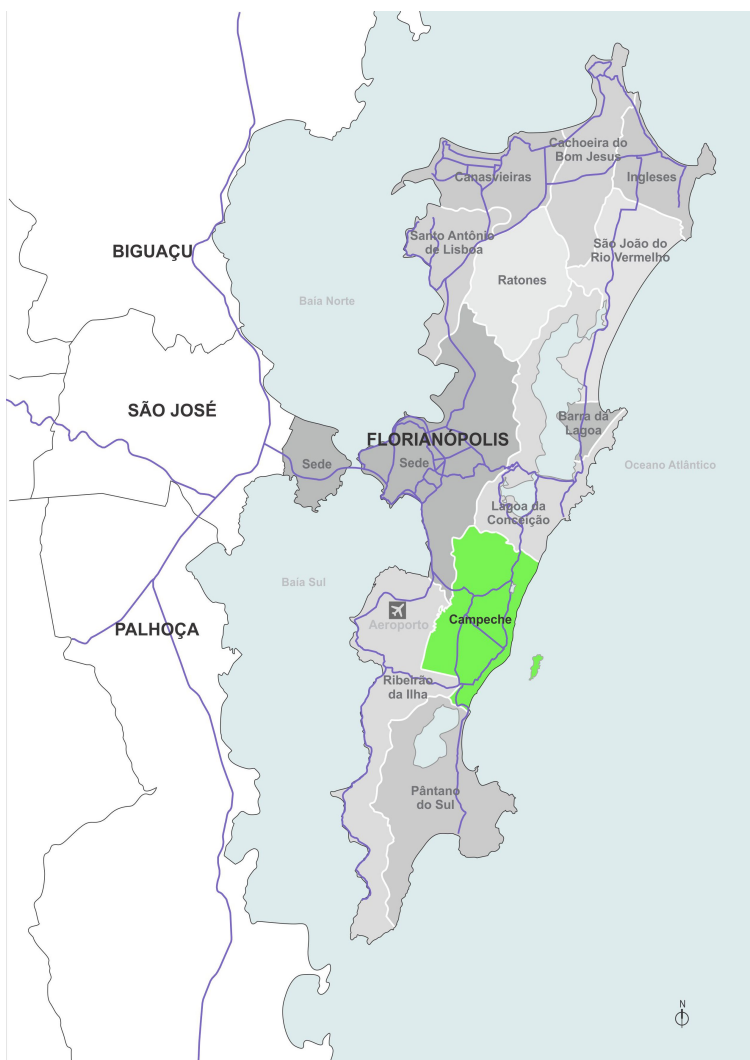 Cachoeira do
Bom Jesus
Canasvieiras
Ingleses
Santo Antônio
de Lisboa
São João do
Rio Vermelho
BIGUAÇU
Ratones
Baía Norte
SÃO JOSÉ
Barra da
Lagoa
FLORIANÓPOLIS
Sede
Sede
Oceano Atlântico
Lagoa da
Conceição
Baía Sul
Campeche
Aeroporto
PALHOÇA
Ribeirão
da Ilha
Pântano
do Sul
N